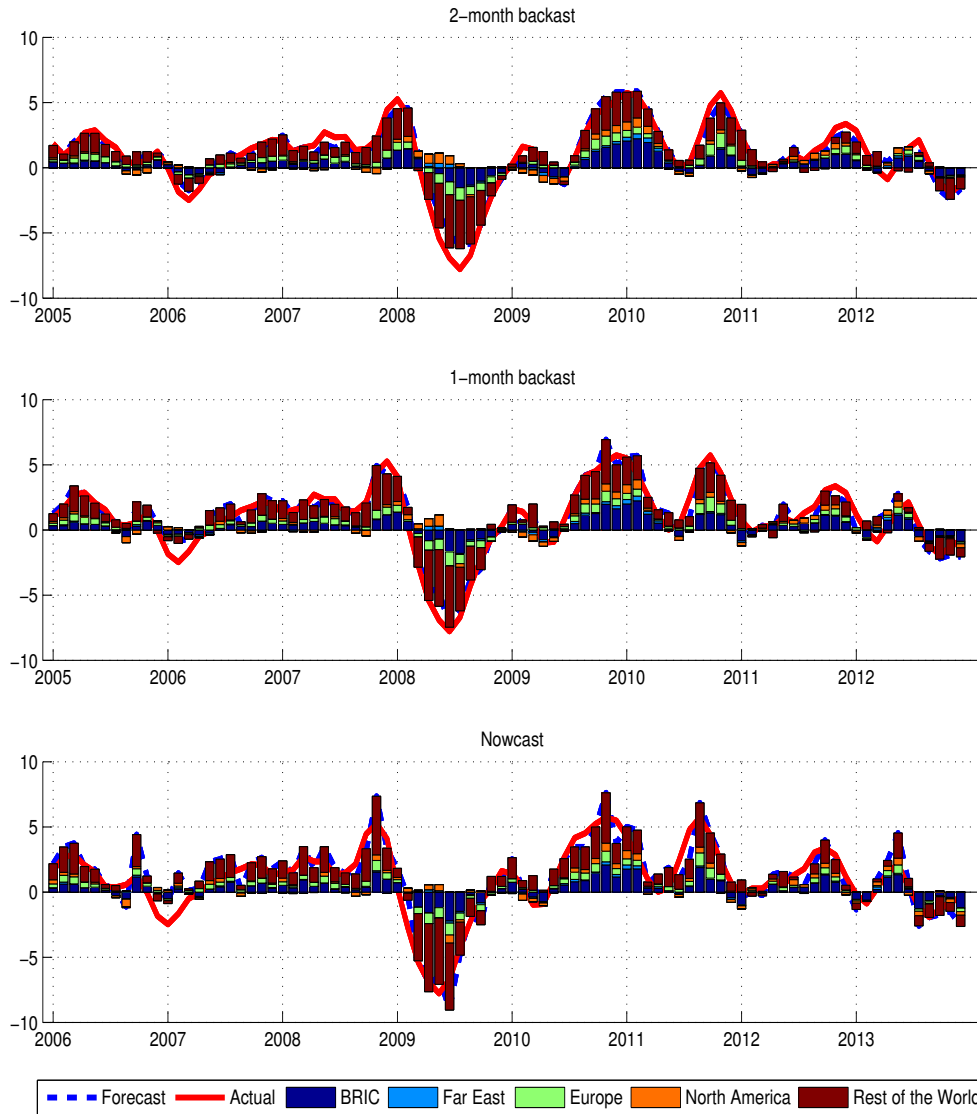 2−month backast
10
5
0
−5
−10
2005 2006 2007 2008 2009 2010 2011 2012
1−month backast
10
5
0
−5
−10
2005 2006 2007 2008 2009 2010 2011 2012
Nowcast
10
5
0
−5
−10
2006 2007 2008 2009 2010 2011 2012 2013
Forecast Actual BRIC Far East Europe North America Rest of the World